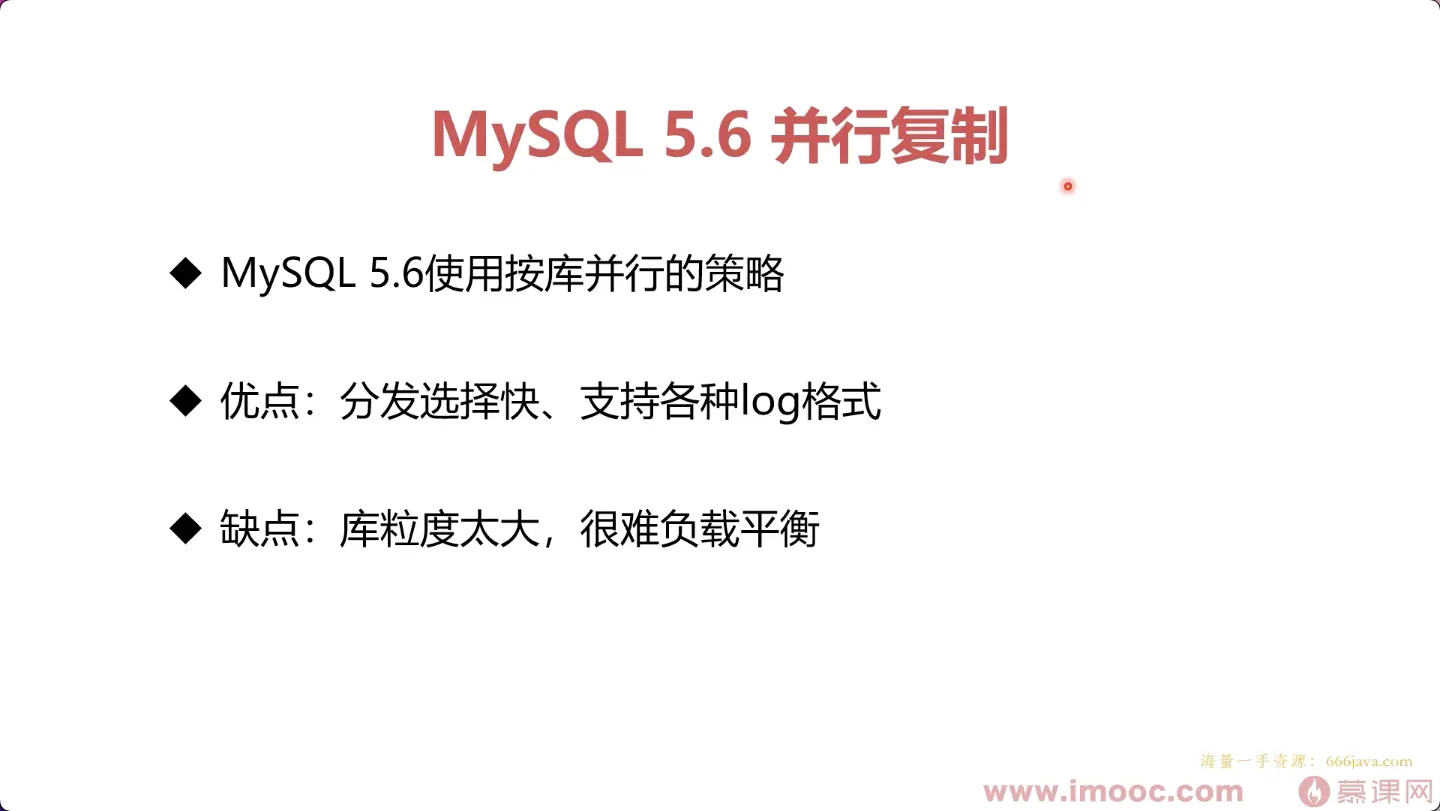 MySQL 5.6 并行复制
◆ MySQL 5.6使用按库并行的策略
◆ 优点：分发选择快、支持各种log格式
◆ 缺点：库粒度太大，很难负载平衡
海量一手资源：666java.com
www.imooc.com 慕课网